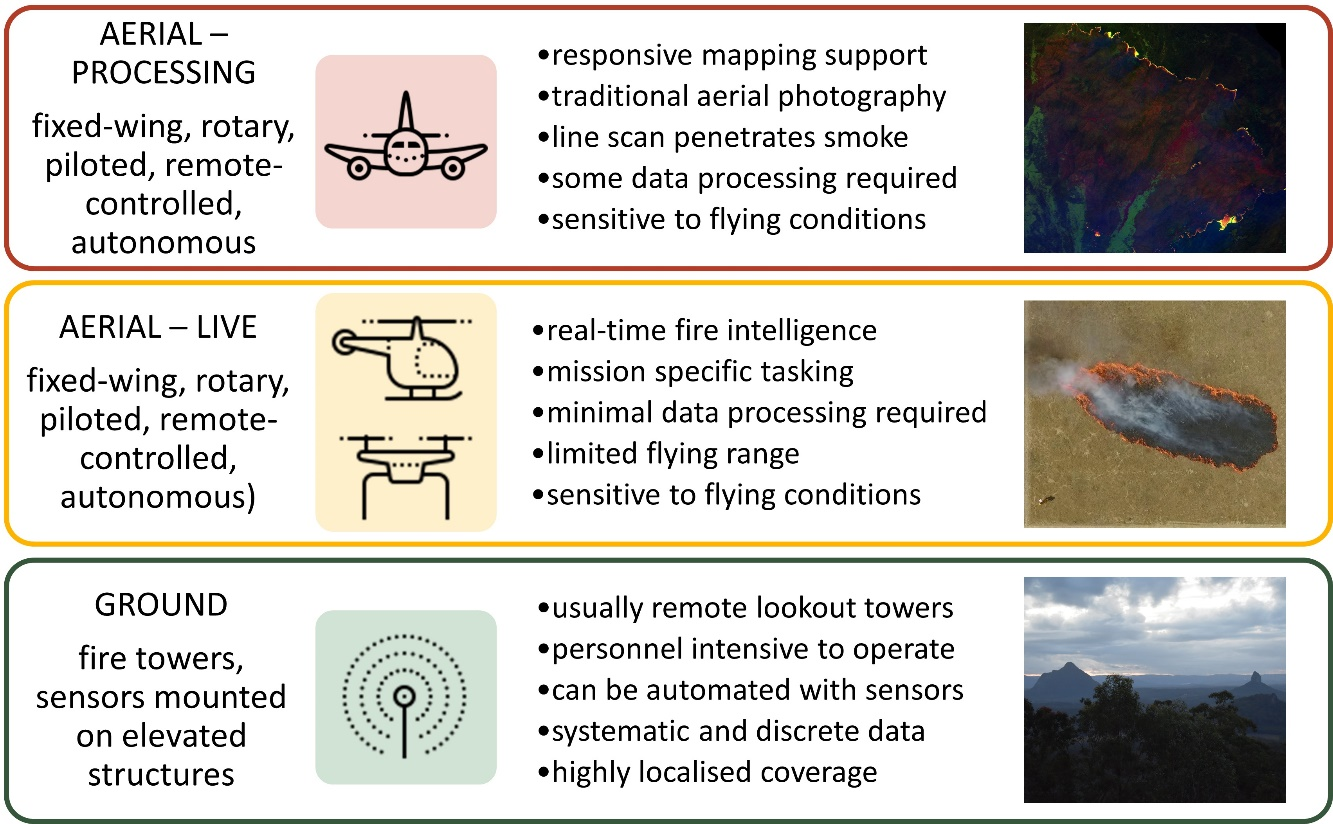 AERIAL –
PROCESSING
fixed-wing, rotary,
piloted, remote-
controlled,
autonomous
•responsive mapping support
•traditional aerial photography
•line scan penetrates smoke
•some data processing required
•sensitive to flying conditions
AERIAL – LIVE
fixed-wing, rotary,
piloted, remote-
controlled,
autonomous)
•real-time fire intelligence
•mission specific tasking
•minimal data processing required
•limited flying range
•sensitive to flying conditions
GROUND
fire towers,
sensors mounted
on elevated
structures
•usually remote lookout towers
•personnel intensive to operate
•can be automated with sensors
•systematic and discrete data
•highly localised coverage